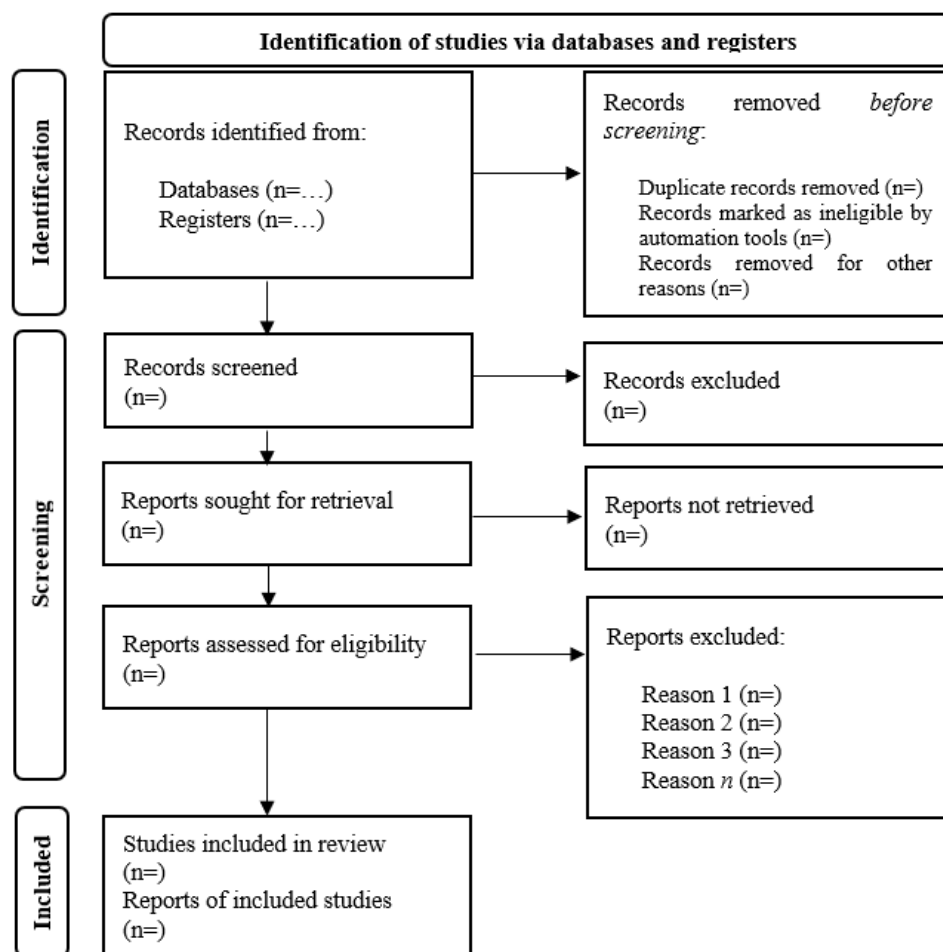 Identification of studies via databases and registers
Identification
Records identified from:
Databases (n=…)
Registers (n=…)
Records removed before
screening:
Duplicate records removed (n=)
Records marked as ineligible by
automation tools (n=)
Records removed for other
reasons (n=)
Screening
Records screened
(n=)
Records excluded
(n=)
Reports sought for retrieval
(n=)
Reports not retrieved
(n=)
Reports assessed for eligibility
(n=)
Reports excluded:
Reason 1 (n=)
Reason 2 (n=)
Reason 3 (n=)
Reason n (n=)
Included
Studies included in review
(n=)
Reports of included studies
(n=)